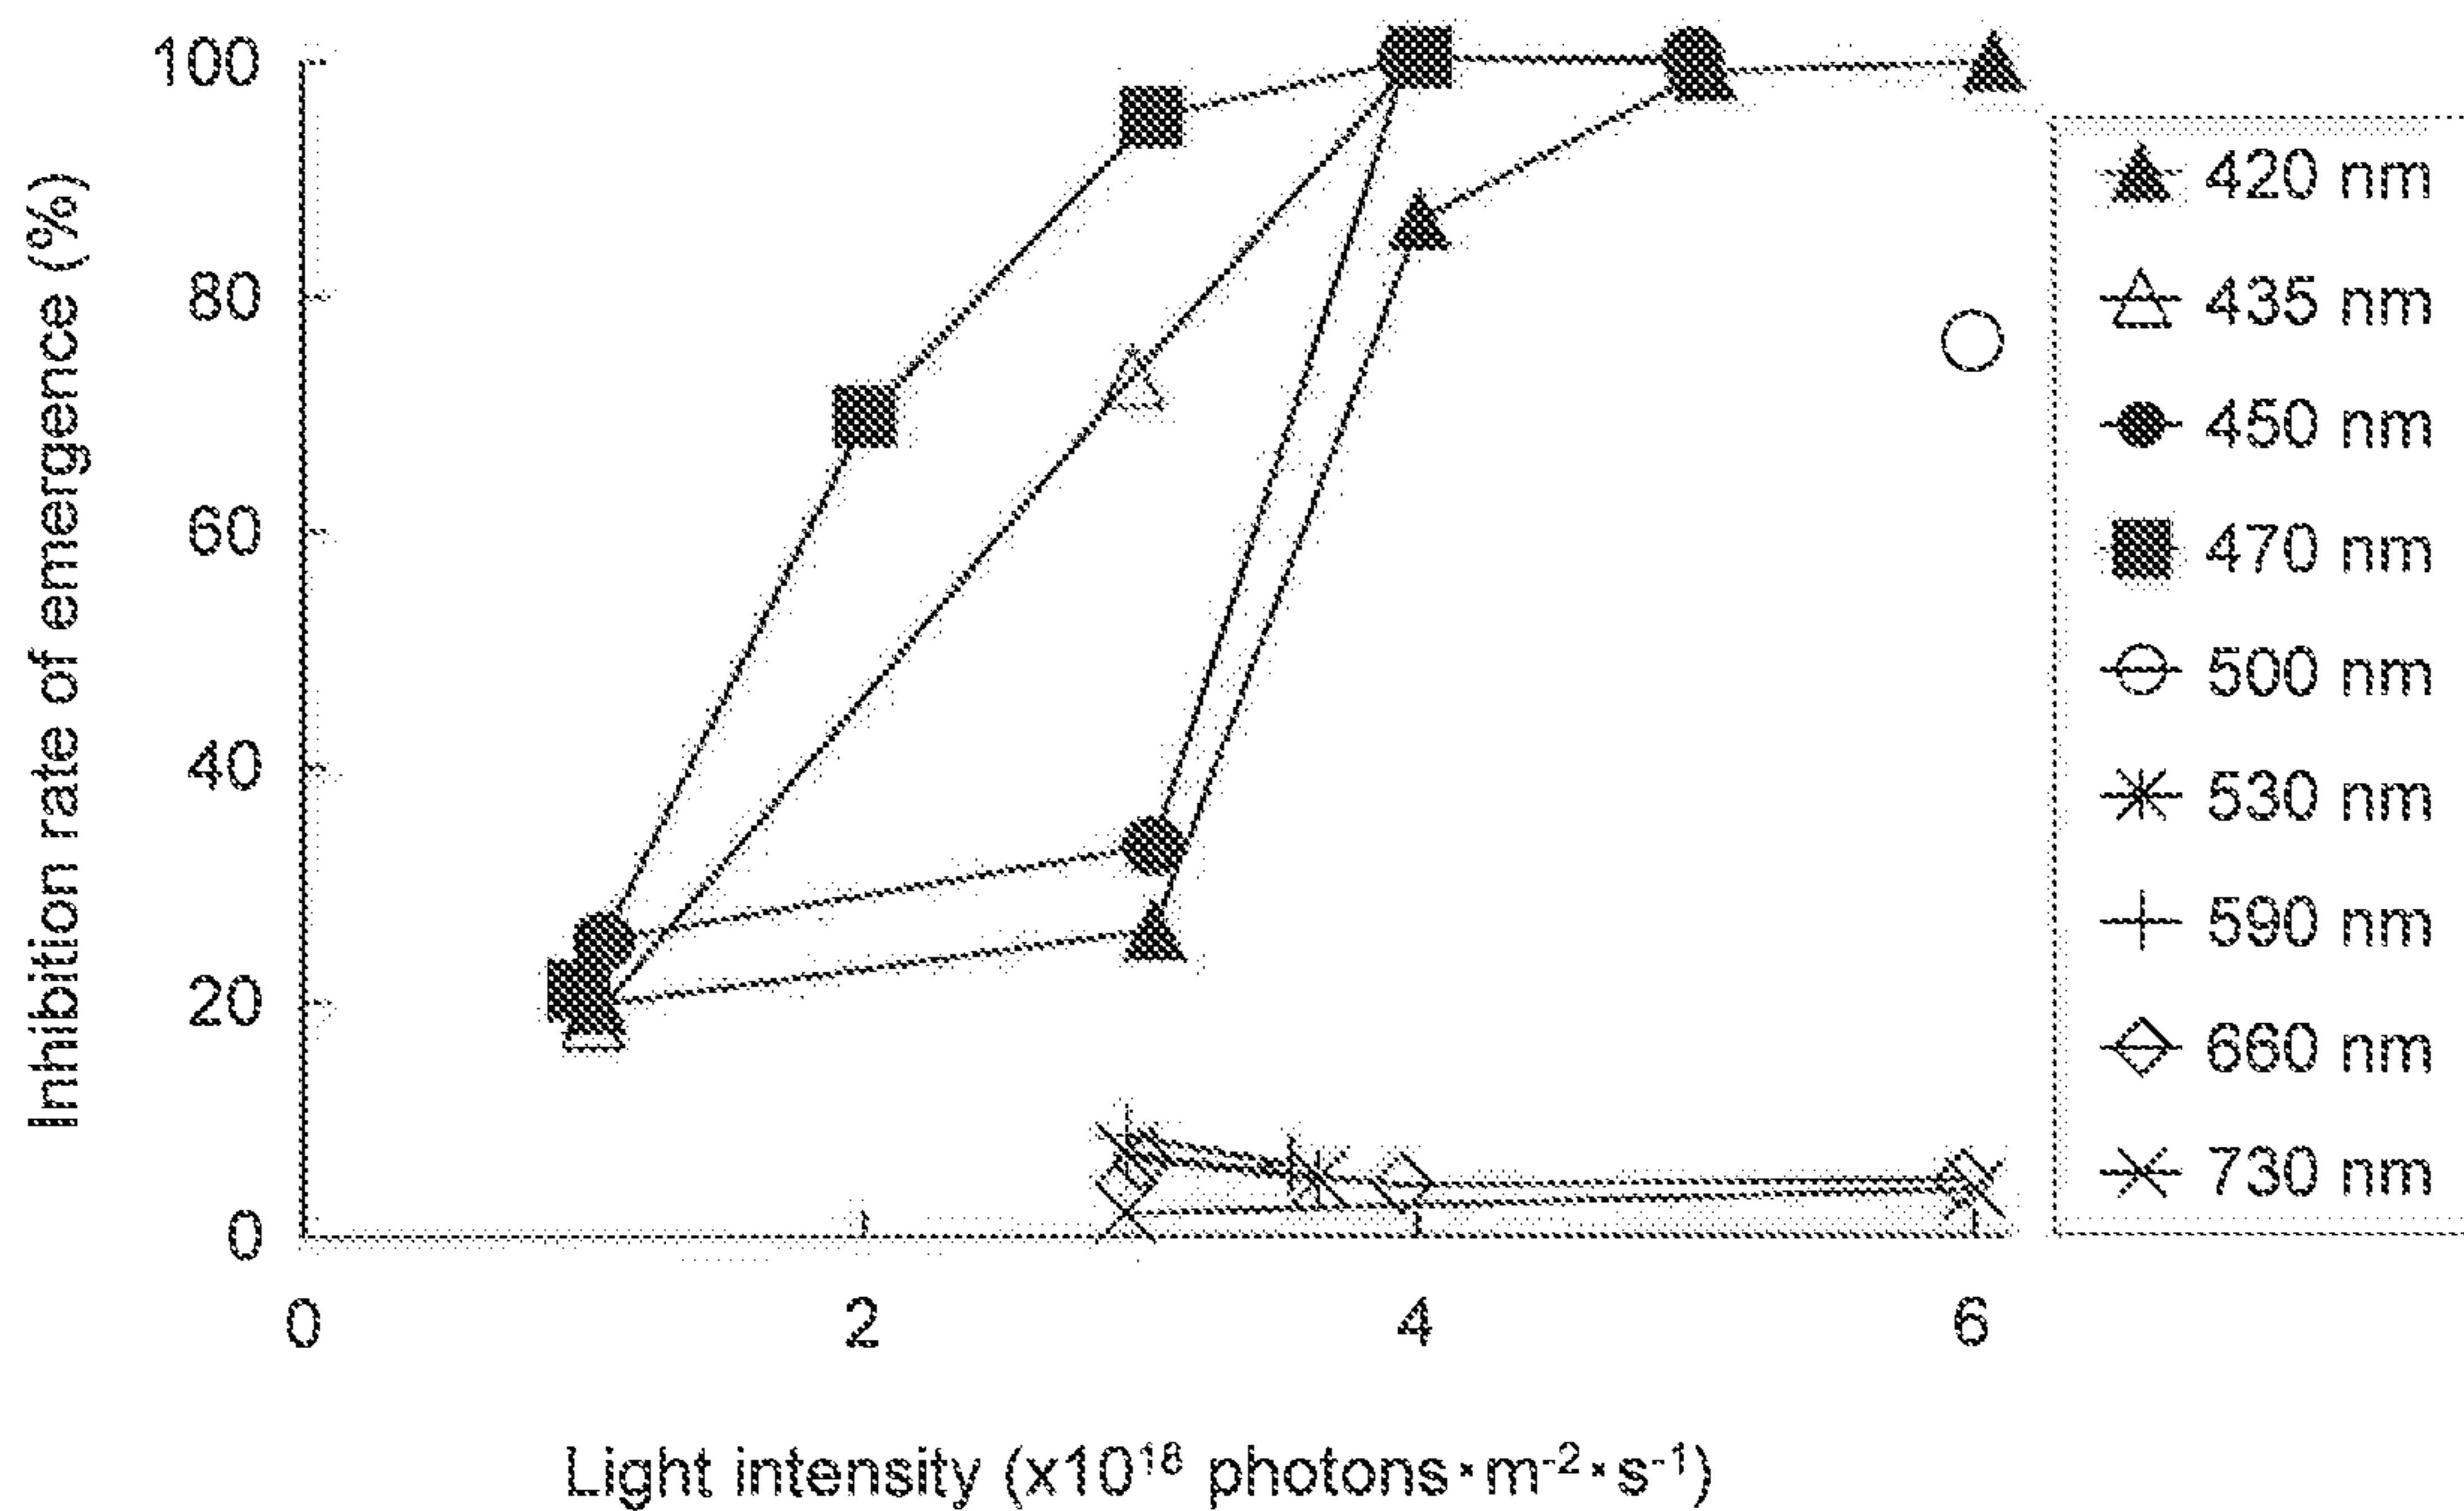 Inhibition rate of emergence (%)
100
80
60
40
20
0
0 2 4 6
Light intensity (x10¹⁸ photons·m⁻²·s⁻¹)
420 nm
435 nm
450 nm
470 nm
500 nm
530 nm
590 nm
660 nm
730 nm